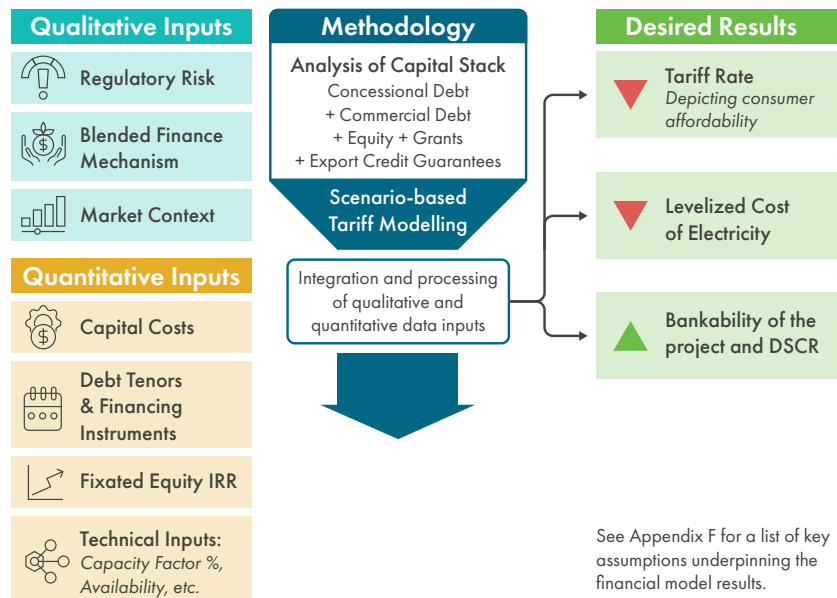 Qualitative Inputs
Regulatory Risk
Blended Finance
Mechanism
Market Context
Quantitative Inputs
Capital Costs
Debt Tenors
& Financing
Instruments
Fixated Equity IRR
Technical Inputs:
Capacity Factor %,
Availability, etc.
Methodology
Analysis of Capital Stack
Concessional Debt
+ Commercial Debt
+ Equity + Grants
+ Export Credit Guarantees
Scenario-based
Tariff Modelling
Integration and processing
of qualitative and
quantitative data inputs
Desired Results
Tariff Rate
Depicting consumer
affordability
Levelized Cost
of Electricity
Bankability of the
project and DSCR
See Appendix F for a list of key
assumptions underpinning the
financial model results.